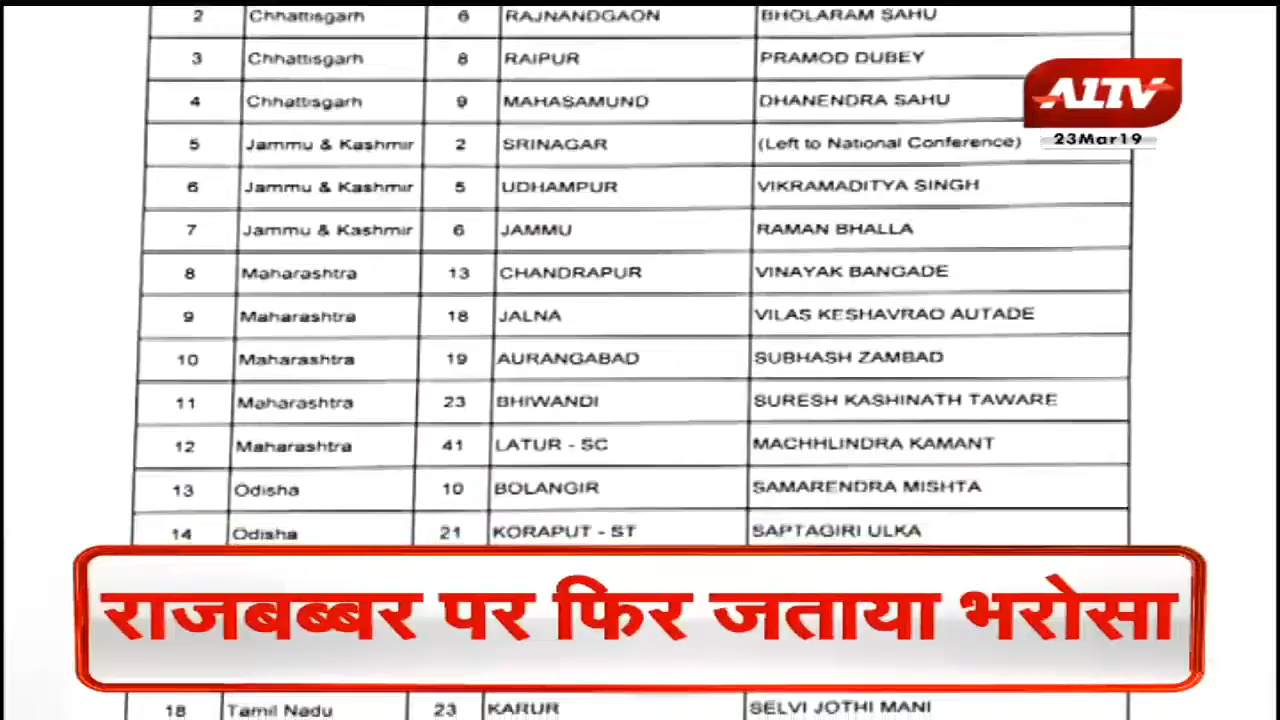 2 Chhattisgarh 6 RAJNANDGAON BHOLARAM SAHU
3 Chhattisgarh 8 RAIPUR PRAMOD DUBEY
4 Chhattisgarh 9 MAHASAMUND DHANENDRA SAHU
A1TV
5 Jammu & Kashmir 2 SRINAGAR (Left to National Conference)
23Mar19
6 Jammu & Kashmir 5 UDHAMPUR VIKRAMADITYA SINGH
7 Jammu & Kashmir 6 JAMMU RAMAN BHALLA
8 Maharashtra 13 CHANDRAPUR VINAYAK BANGADE
9 Maharashtra 18 JALNA VILAS KESHAVRAO AUTADE
10 Maharashtra 19 AURANGABAD SUBHASH ZAMBAD
11 Maharashtra 23 BHIWANDI SURESH KASHINATH TAWARE
12 Maharashtra 41 LATUR - SC MACHHLINDRA KAMANT
13 Odisha 10 BOLANGIR SAMARENDRA MISHTA
14 Odisha 21 KORAPUT - ST SAPTAGIRI ULKA
राजबब्बर पर फिर जताया भरोसा
18 Tamil Nadu 23 KARUR SELVI JOTHI MANI